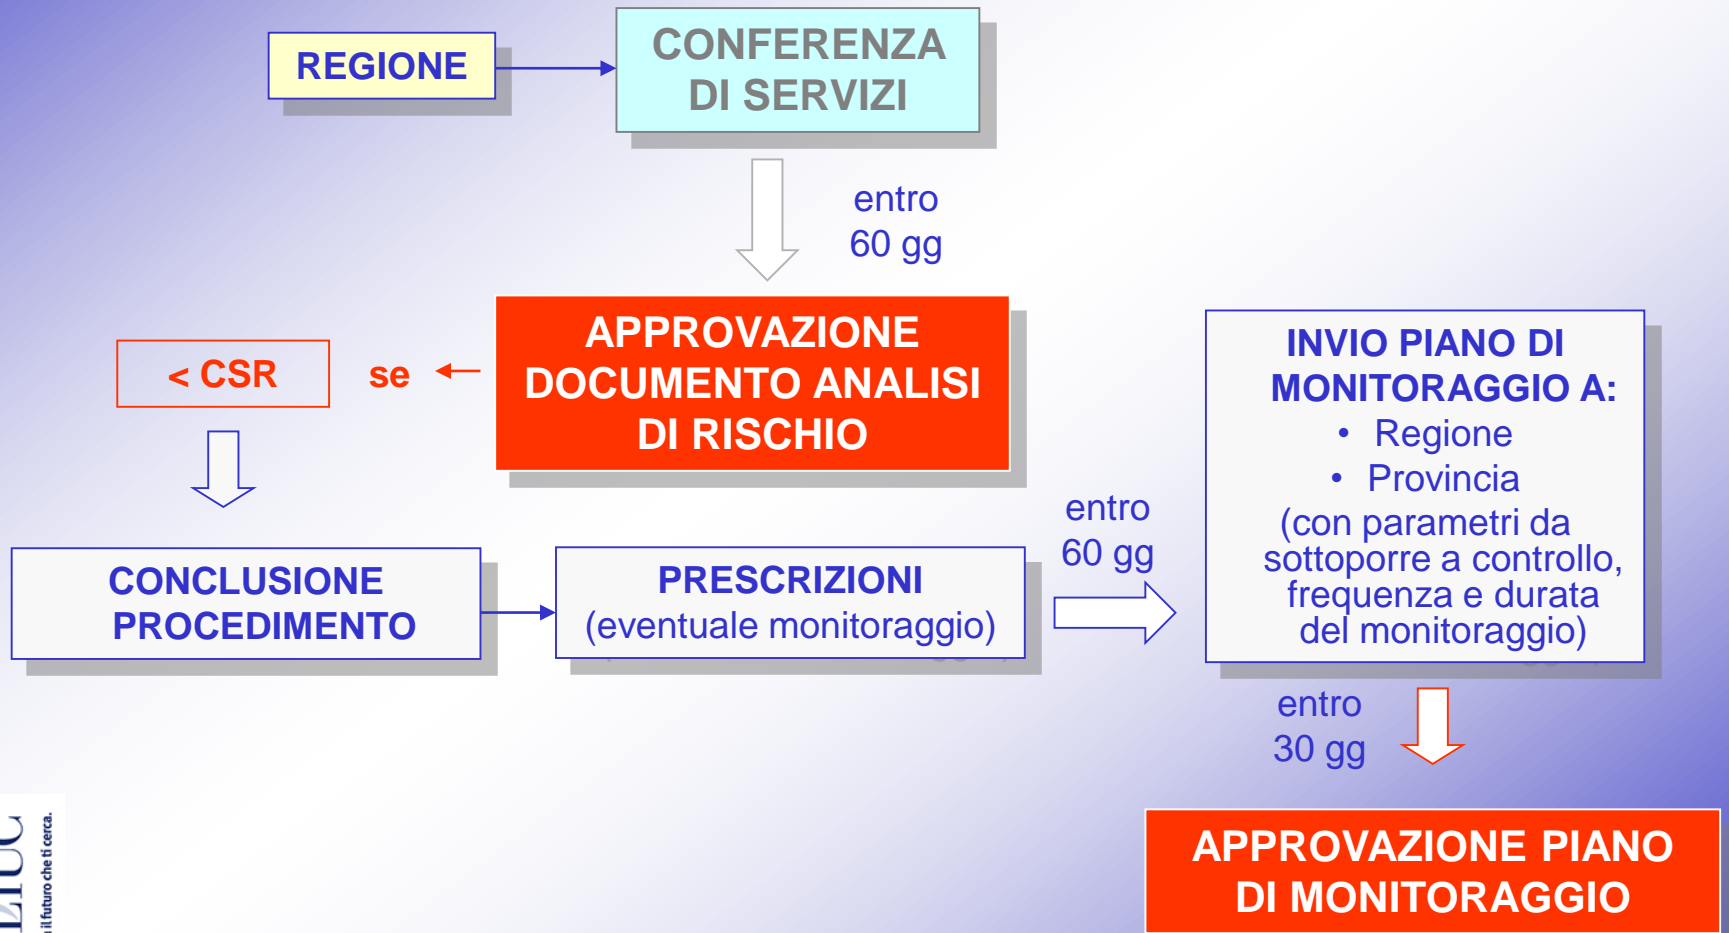 REGIONE
CONFERENZA
DI SERVIZI
entro
60 gg
APPROVAZIONE
DOCUMENTO ANALISI
DI RISCHIO
se
< CSR
CONCLUSIONE
PROCEDIMENTO
PRESCRIZIONI
(eventuale monitoraggio)
entro
60 gg
INVIO PIANO DI
MONITORAGGIO A:
• Regione
• Provincia
(con parametri da
sottoporre a controllo,
frequenza e durata
del monitoraggio)
entro
30 gg
APPROVAZIONE PIANO
DI MONITORAGGIO
il futuro che ti cerca.